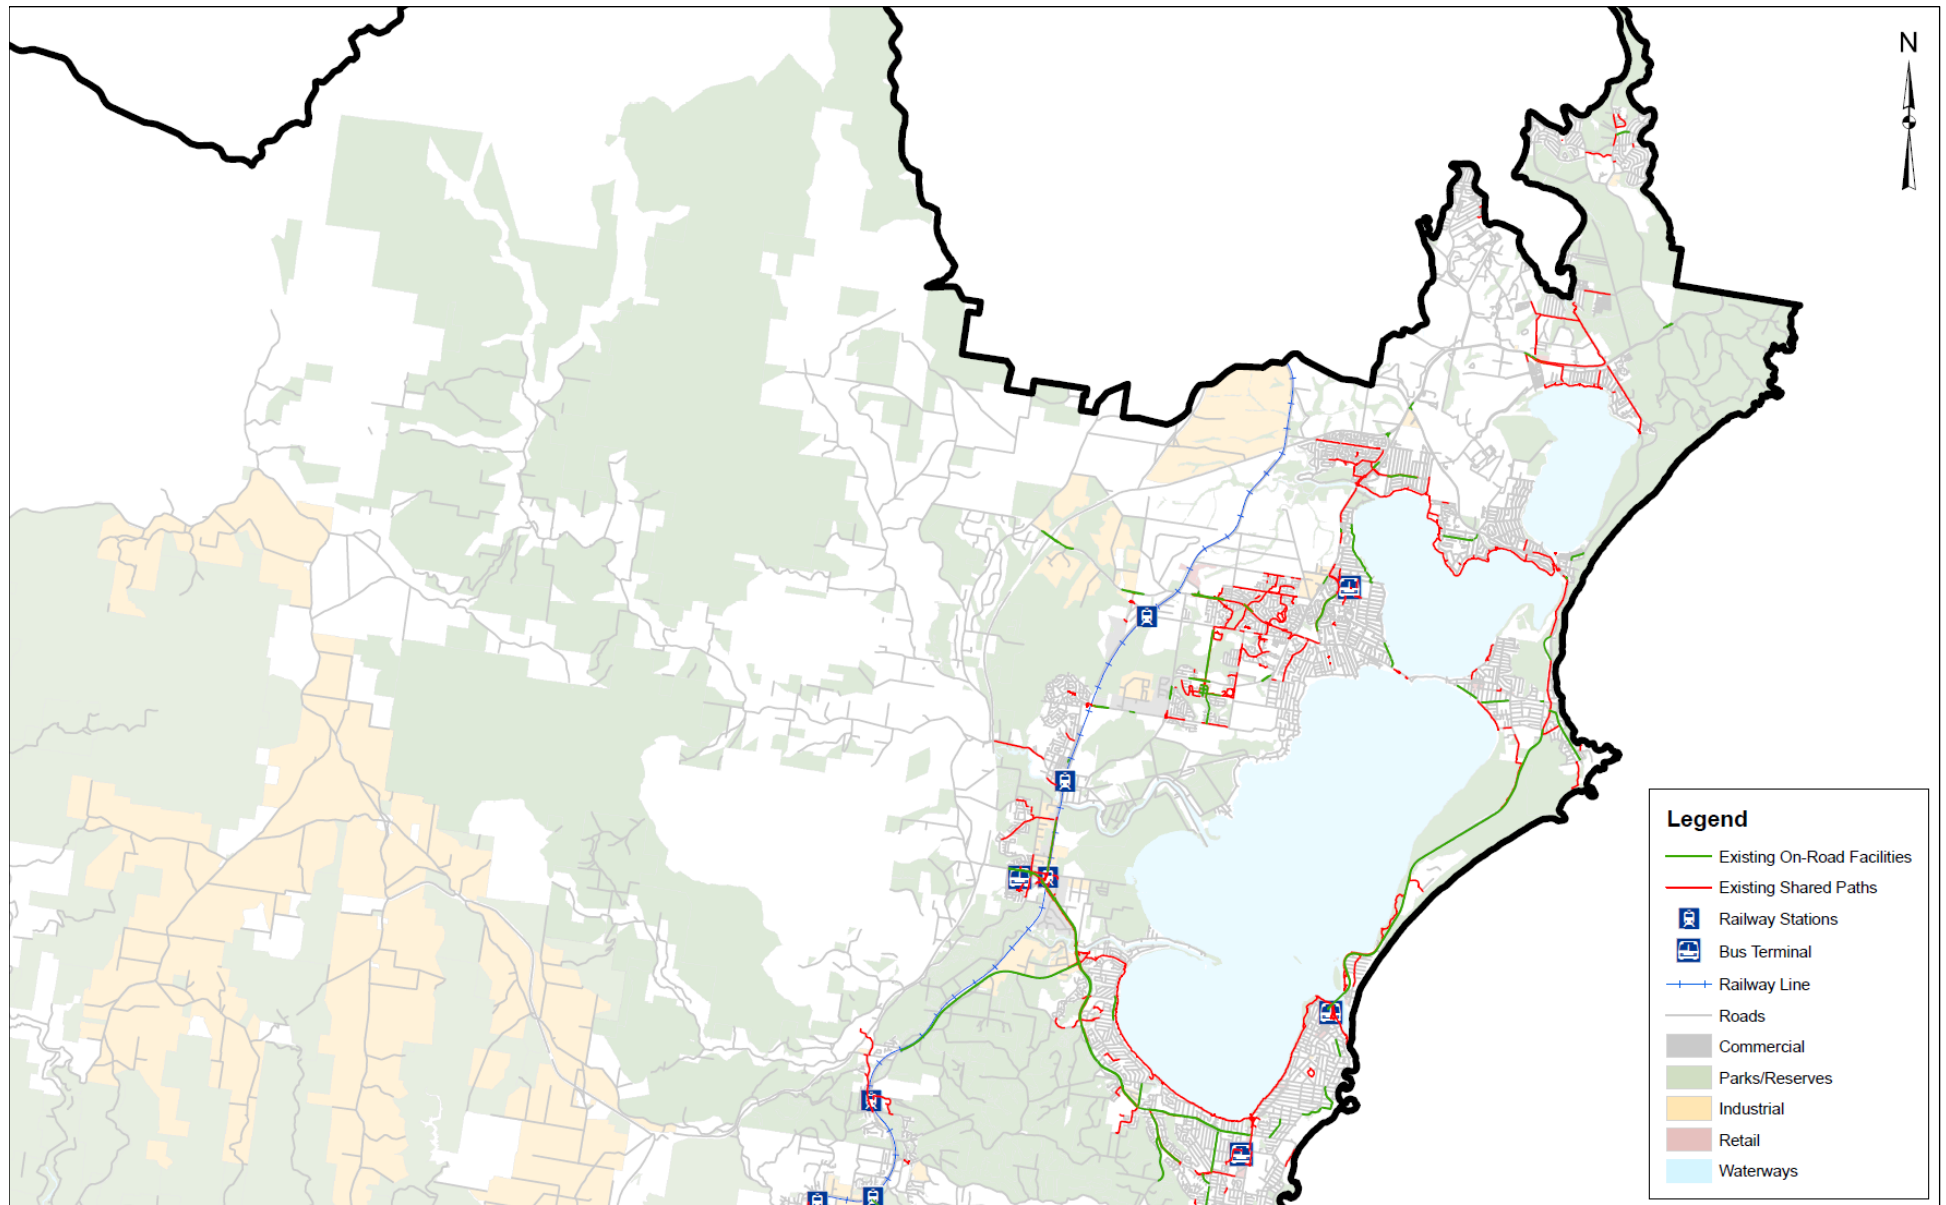 N
Legend
Existing On-Road Facilities
Existing Shared Paths
Railway Stations
Bus Terminal
Railway Line
Roads
Commercial
Parks/Reserves
Industrial
Retail
Waterways